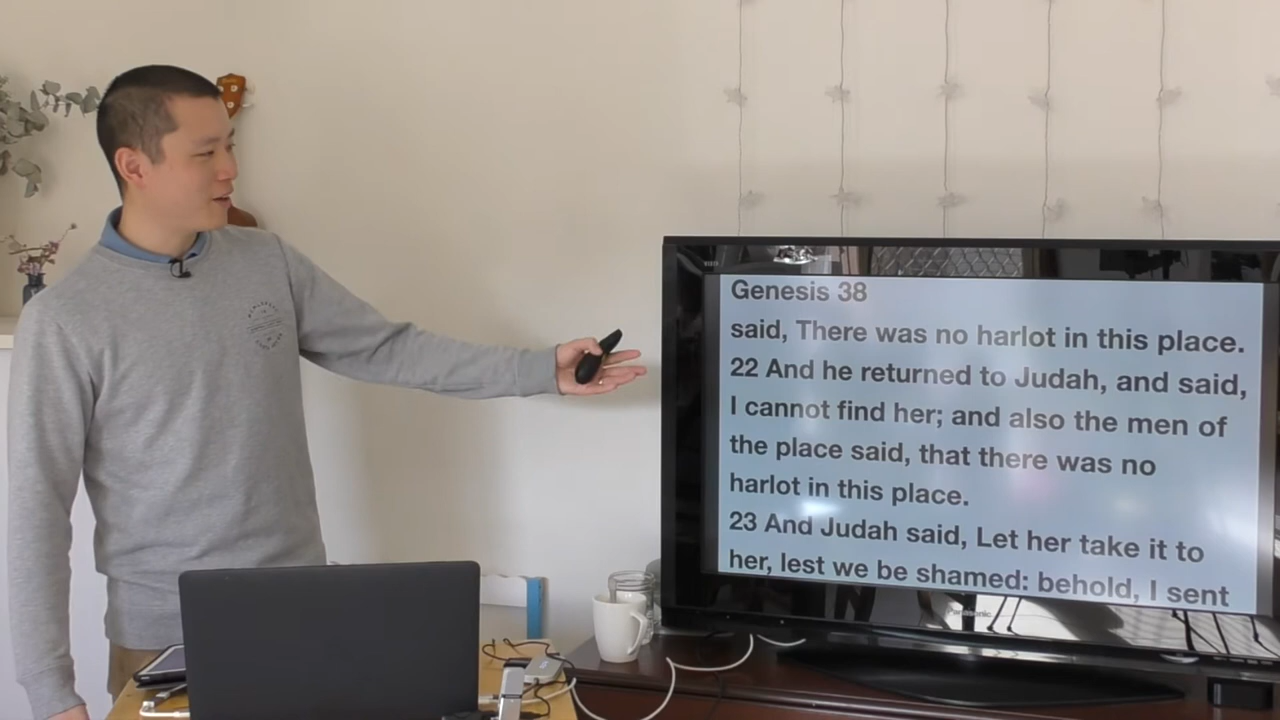 Genesis 38
said, There was no harlot in this place.
22 And he returned to Judah, and said,
I cannot find her; and also the men of
the place said, that there was no
harlot in this place.
23 And Judah said, Let her take it to
her, lest we be shamed: behold, I sent
Panasonic